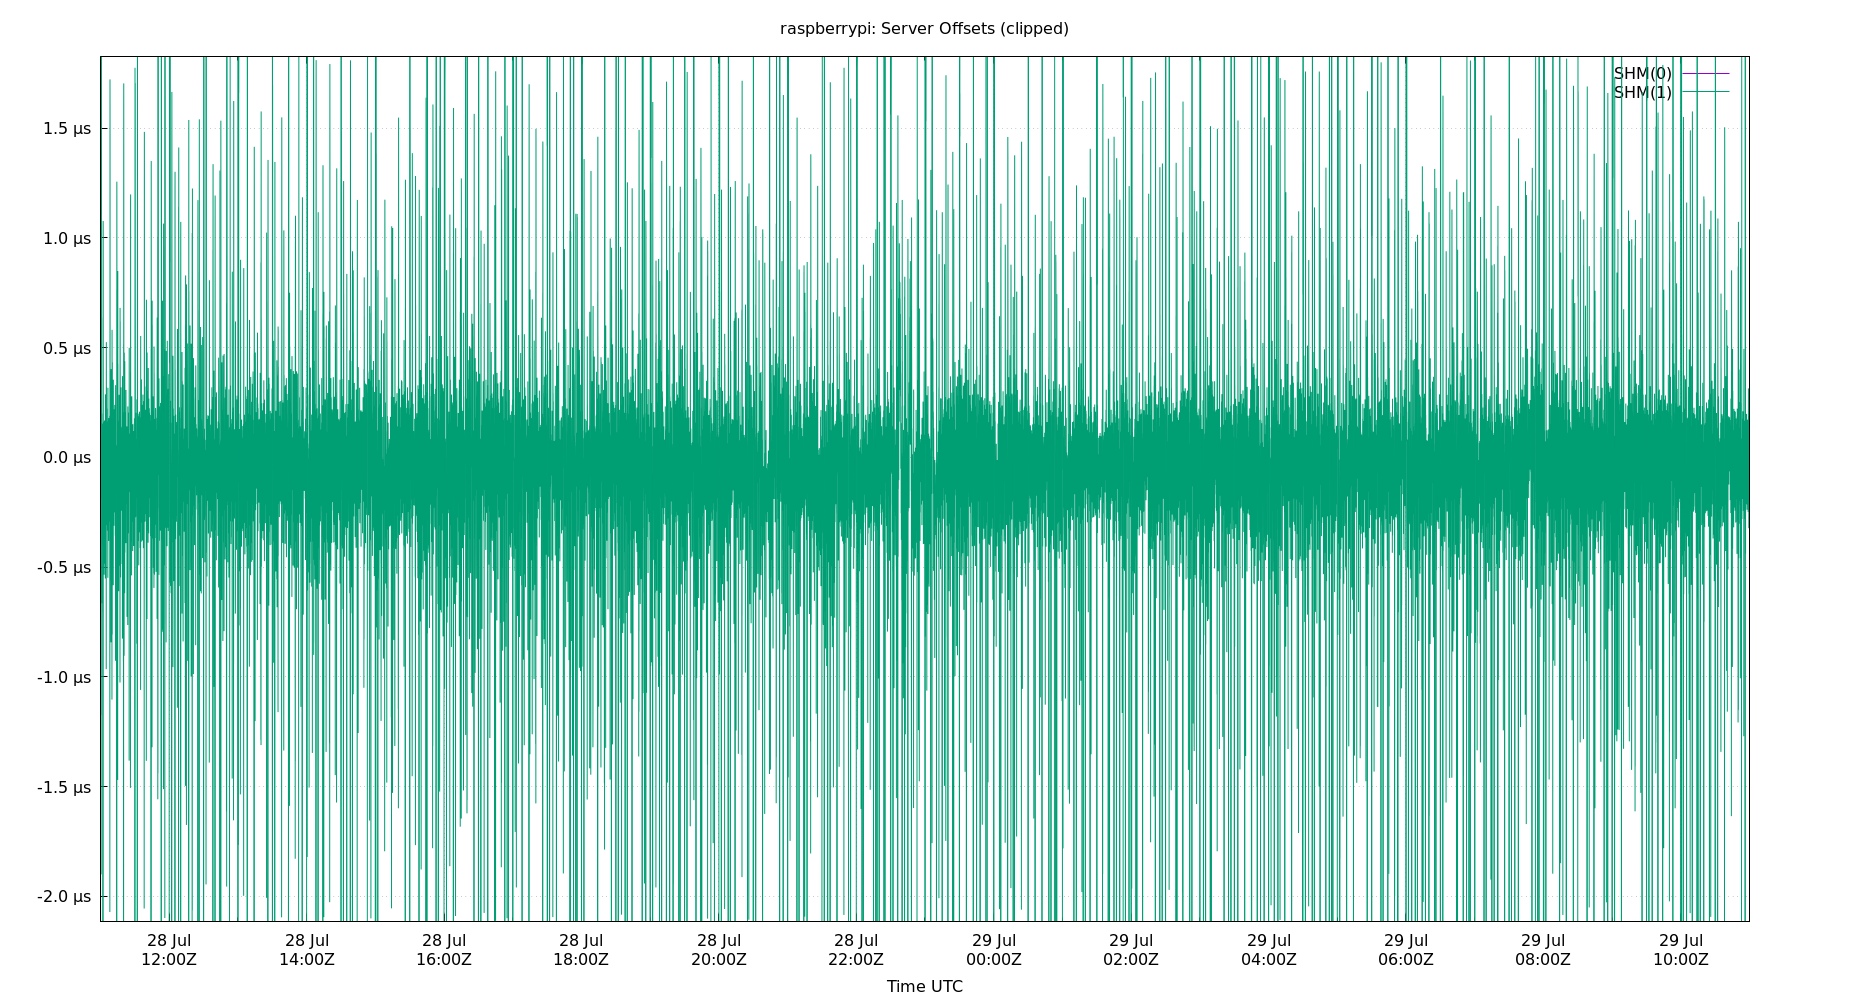 raspberrypi: Server Offsets (clipped)
SHM(0)
SHM(1)
1.5 µs
1.0 µs
0.5 µs
0.0 µs
-0.5 µs
-1.0 µs
-1.5 µs
-2.0 µs
28 Jul 28 Jul 28 Jul 28 Jul 28 Jul 28 Jul 29 Jul 29 Jul 29 Jul 29 Jul 29 Jul 29 Jul
12:00Z 14:00Z 16:00Z 18:00Z 20:00Z 22:00Z 00:00Z 02:00Z 04:00Z 06:00Z 08:00Z 10:00Z
Time UTC